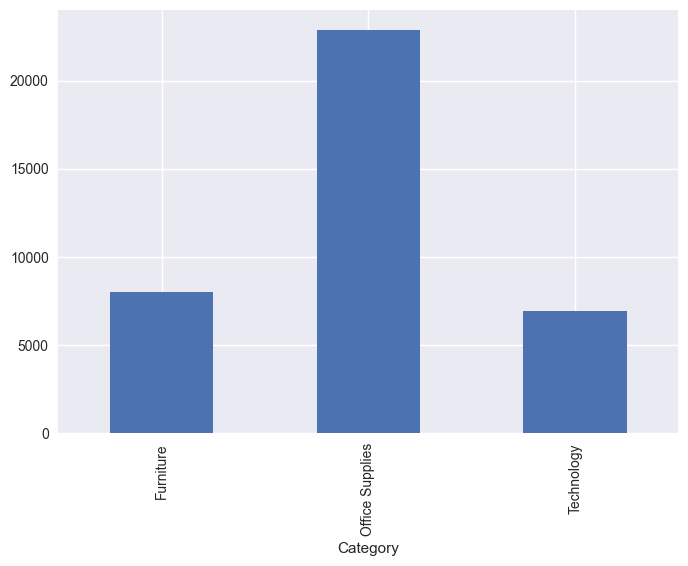 20000
15000
10000
5000
0
Furniture
Office Supplies
Technology
Category